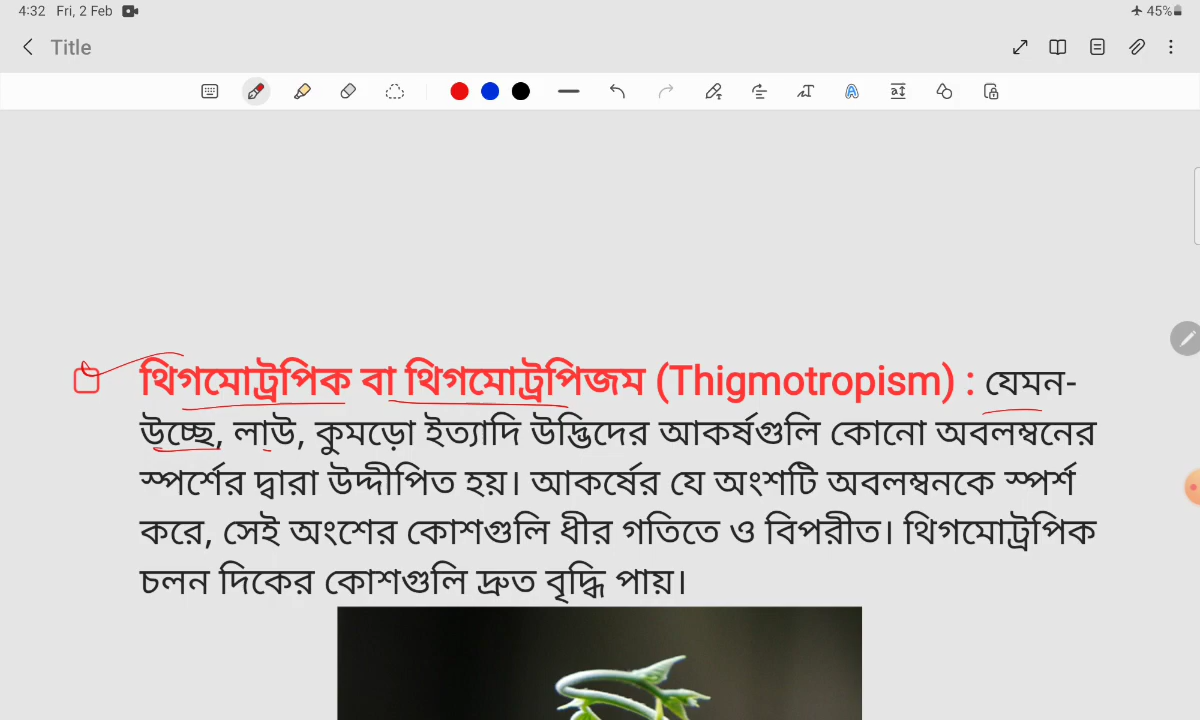 4:32 Fri, 2 Feb 45%
Title
থিগমোট্রপিক বা থিগমোট্রপিজম (Thigmotropism) : যেমন-
উচ্ছে, লাউ, কুমড়ো ইত্যাদি উদ্ভিদের আকর্ষগুলি কোনো অবলম্বনের
স্পর্শের দ্বারা উদ্দীপিত হয়। আকর্ষের যে অংশটি অবলম্বনকে স্পর্শ
করে, সেই অংশের কোশগুলি ধীর গতিতে ও বিপরীত। থিগমোট্রপিক
চলন দিকের কোশগুলি দ্রুত বৃদ্ধি পায়।